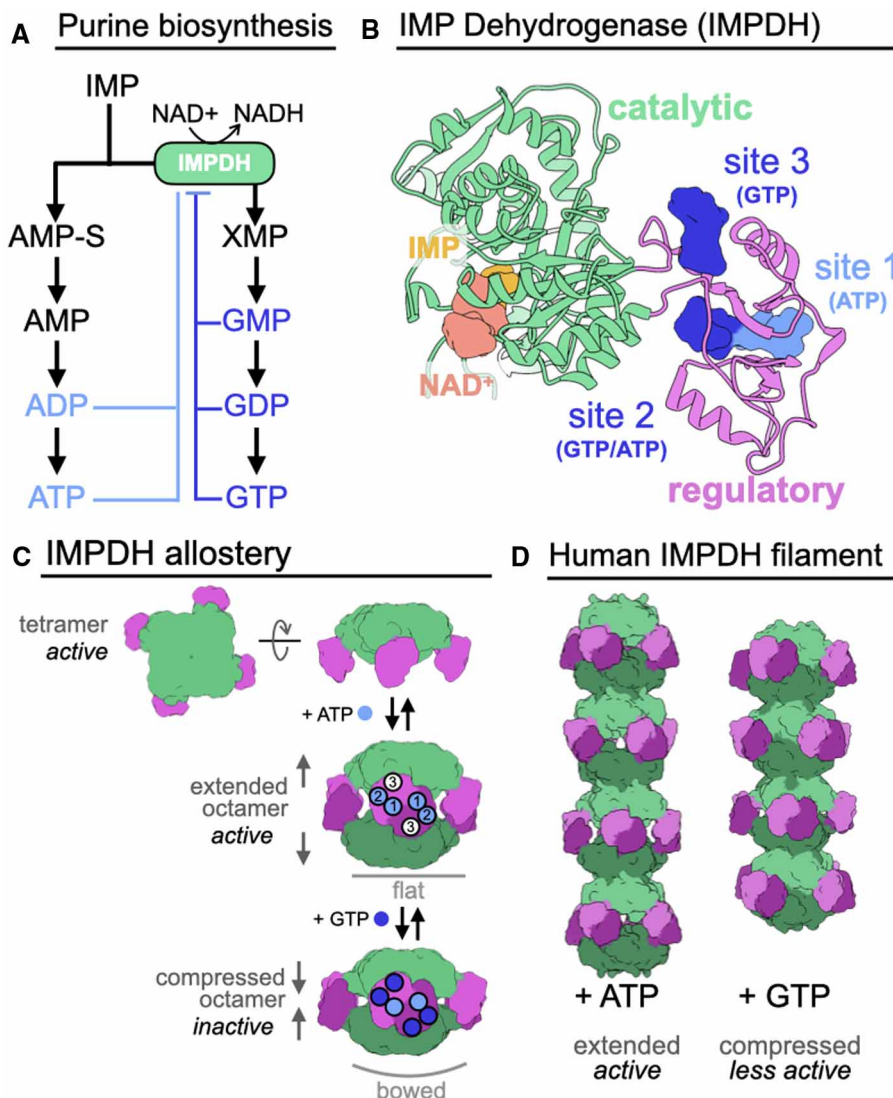 A Purine biosynthesis
IMP
NAD+ NADH
IMPDH
AMP-S XMP
AMP GMP
ADP GDP
ATP GTP
B IMP Dehydrogenase (IMPDH)
catalytic
site 3
(GTP)
IMP
site 1
(ATP)
NAD+
site 2
(GTP/ATP)
regulatory
C IMPDH allostery
tetramer
active
+ ATP
extended
octamer
active
3
2 1 1 2
3
flat
+ GTP
compressed
octamer
inactive
bowed
D Human IMPDH filament
+ ATP + GTP
extended compressed
active less active